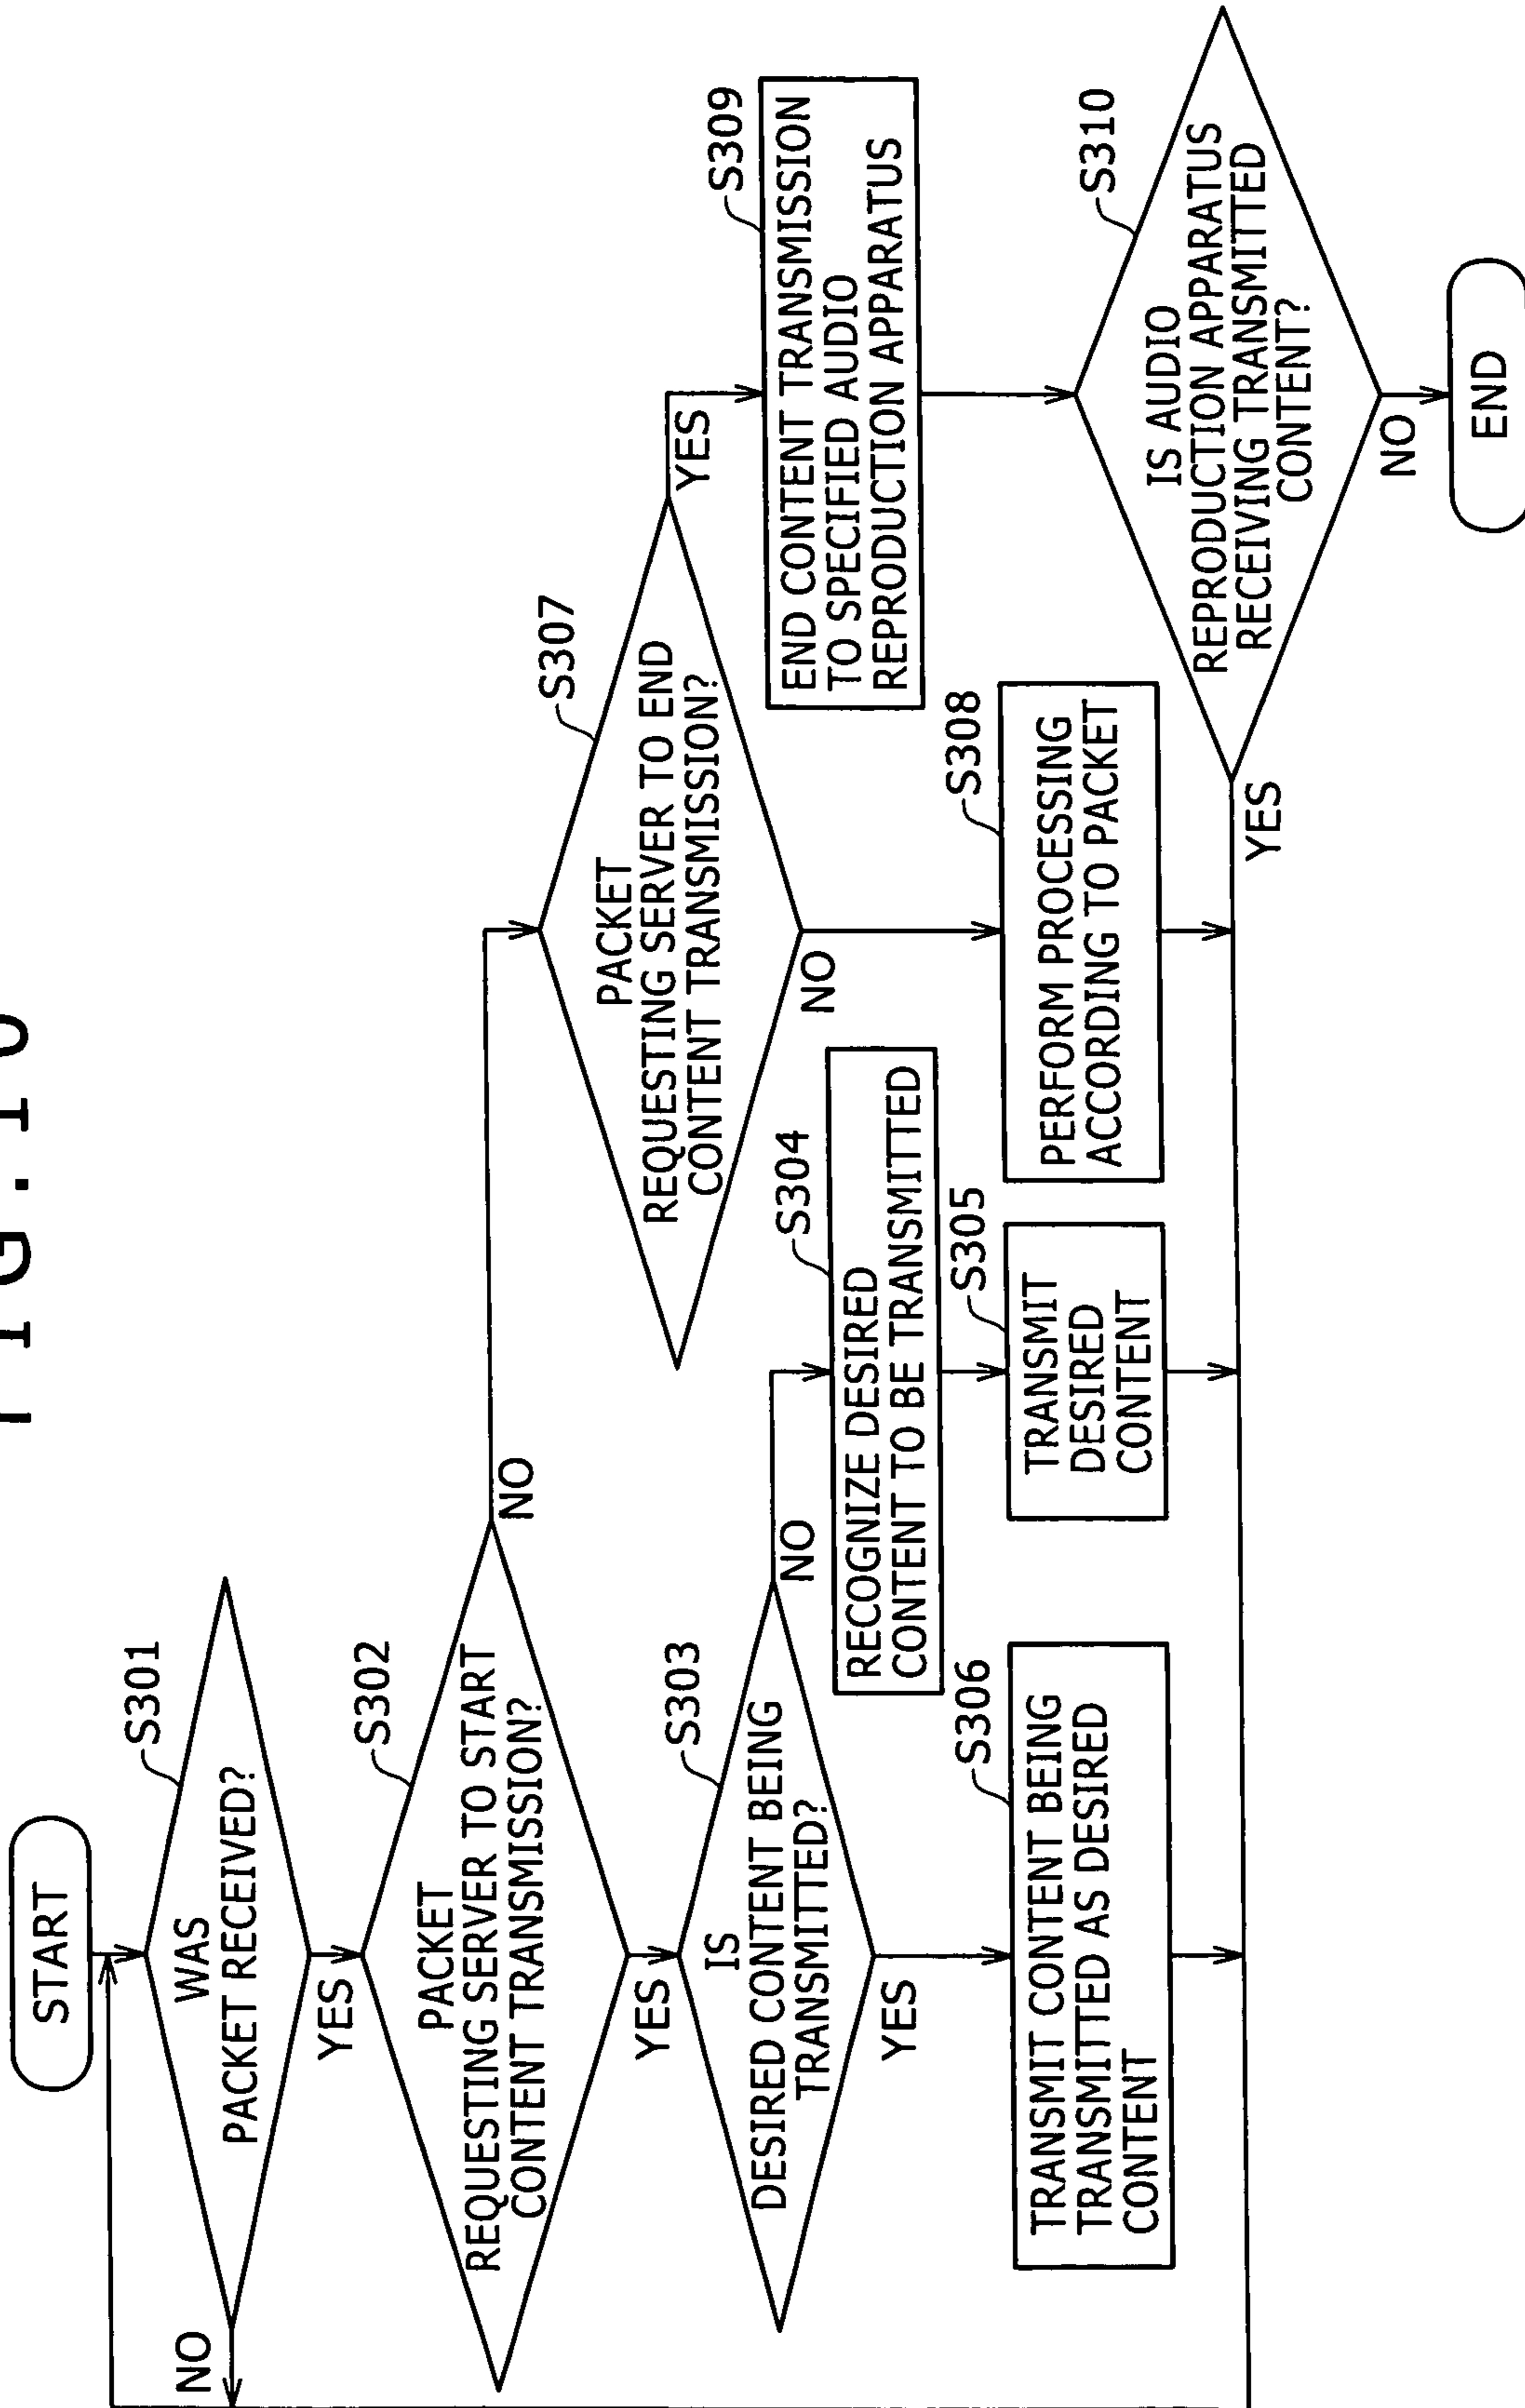 FIG.10
START
S301
WAS
PACKET RECEIVED?
NO
YES
S302
PACKET
REQUESTING SERVER TO START
CONTENT TRANSMISSION?
NO
YES
S303
IS
DESIRED CONTENT BEING
TRANSMITTED?
NO
YES
S304
RECOGNIZE DESIRED
CONTENT TO BE TRANSMITTED
S305
TRANSMIT
DESIRED
CONTENT
S306
TRANSMIT CONTENT BEING
TRANSMITTED AS DESIRED
CONTENT
S307
PACKET
REQUESTING SERVER TO END
CONTENT TRANSMISSION?
YES
NO
S308
PERFORM PROCESSING
ACCORDING TO PACKET
S309
END CONTENT TRANSMISSION
TO SPECIFIED AUDIO
REPRODUCTION APPARATUS
S310
IS AUDIO
REPRODUCTION APPARATUS
RECEIVING TRANSMITTED
CONTENT?
YES
NO
END